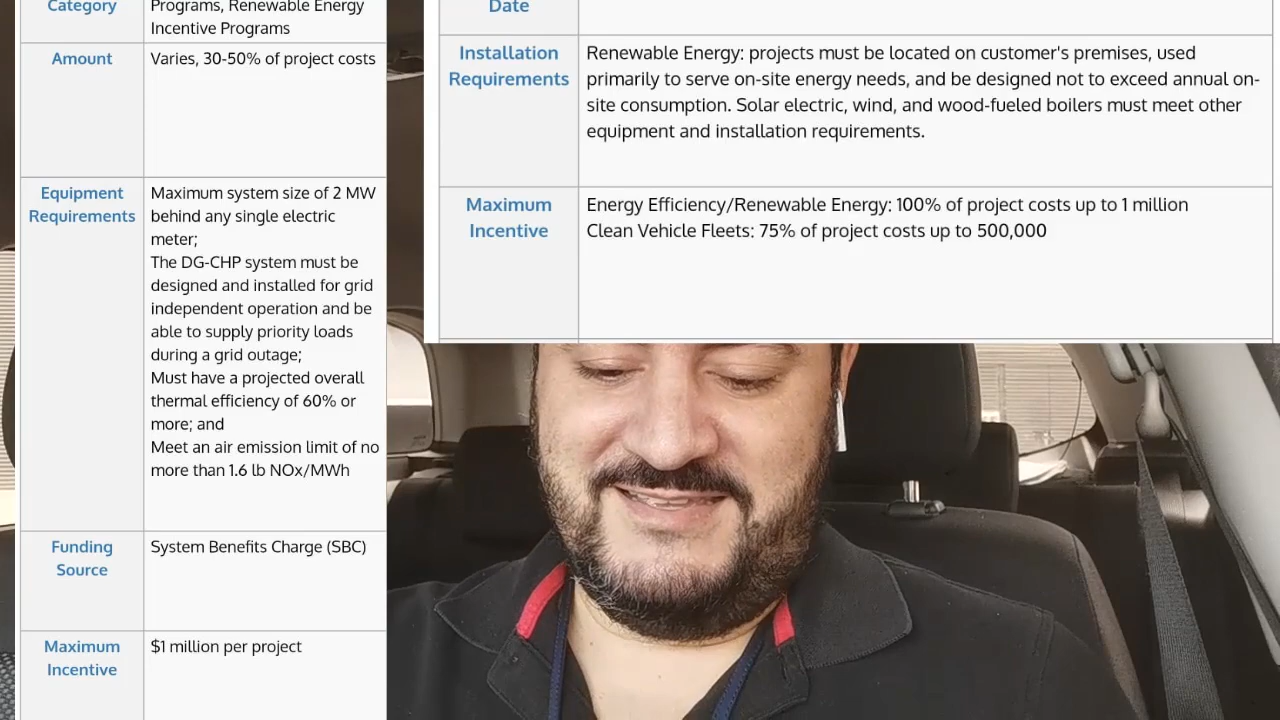 Category
Programs, Renewable Energy
Incentive Programs
Amount
Varies, 30-50% of project costs
Equipment
Requirements
Maximum system size of 2 MW
behind any single electric
meter;
The DG-CHP system must be
designed and installed for grid
independent operation and be
able to supply priority loads
during a grid outage;
Must have a projected overall
thermal efficiency of 60% or
more; and
Meet an air emission limit of no
more than 1.6 lb NOx/MWh
Funding
Source
System Benefits Charge (SBC)
Maximum
Incentive
$1 million per project
Date
Installation
Requirements
Renewable Energy: projects must be located on customer's premises, used
primarily to serve on-site energy needs, and be designed not to exceed annual on-
site consumption. Solar electric, wind, and wood-fueled boilers must meet other
equipment and installation requirements.
Maximum
Incentive
Energy Efficiency/Renewable Energy: 100% of project costs up to 1 million
Clean Vehicle Fleets: 75% of project costs up to 500,000